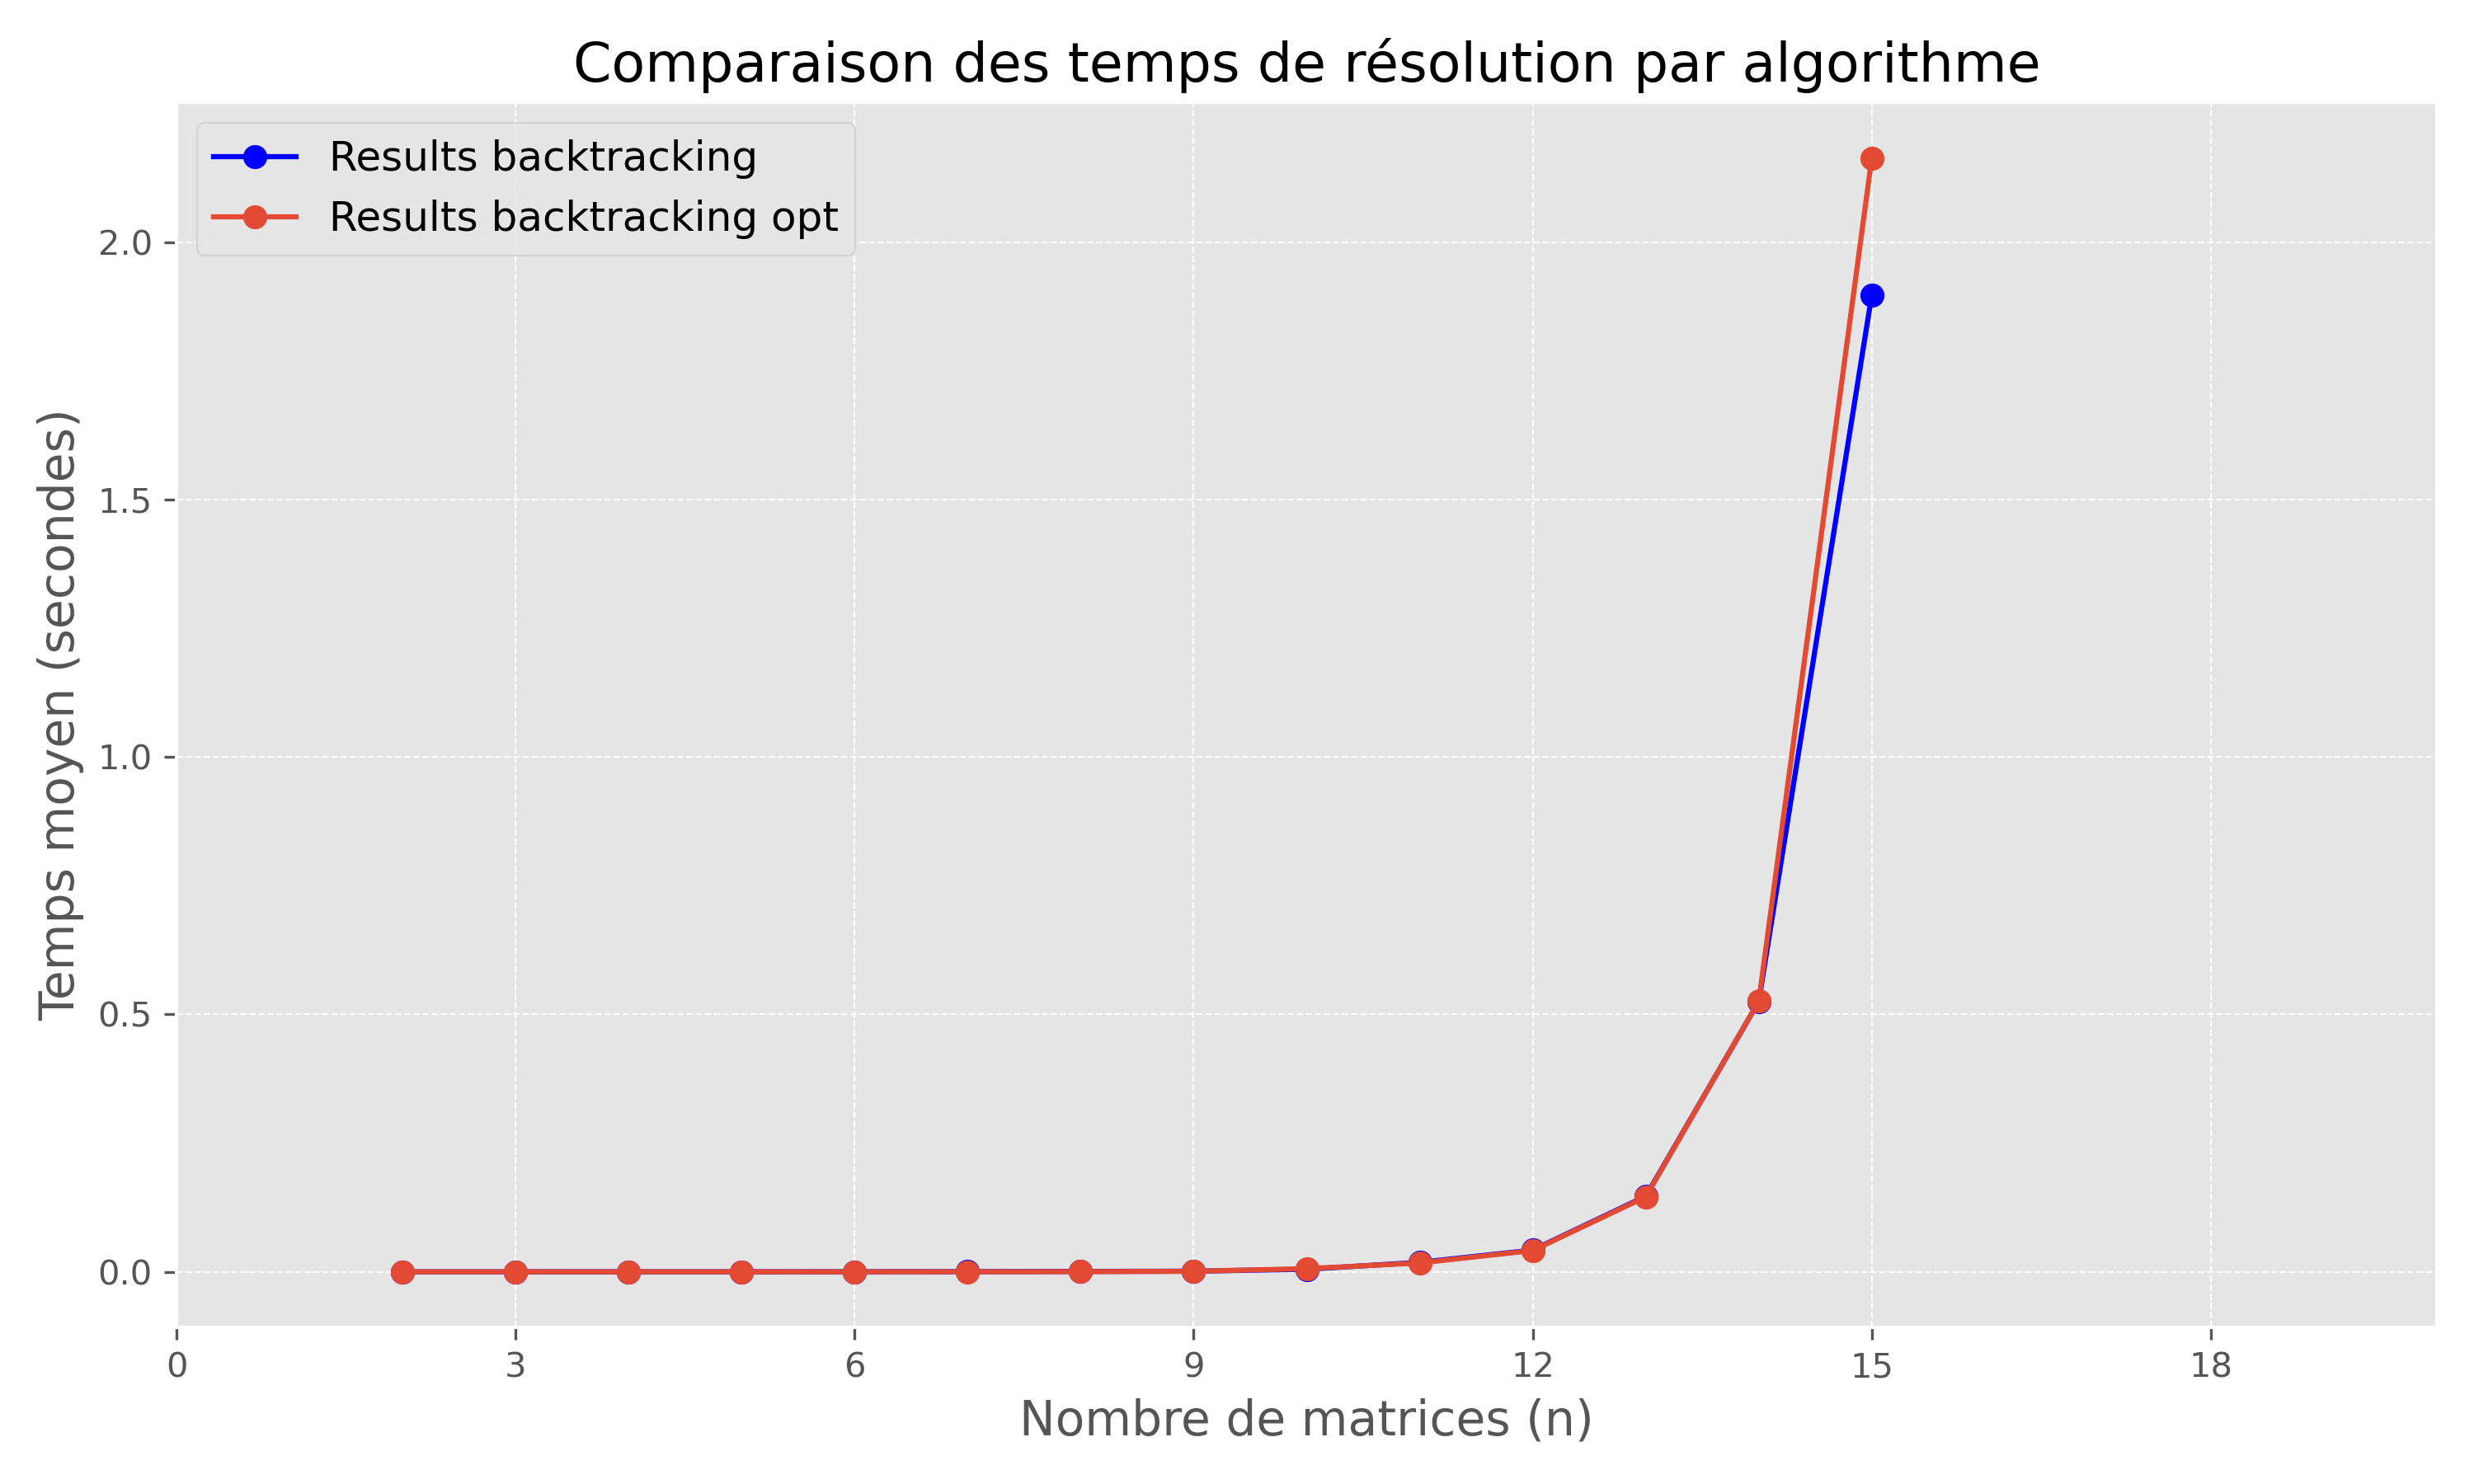 Comparaison des temps de résolution par algorithme
Results backtracking
Results backtracking opt
Temps moyen (secondes)
2.0
1.5
1.0
0.5
0.0
0 3 6 9 12 15 18
Nombre de matrices (n)